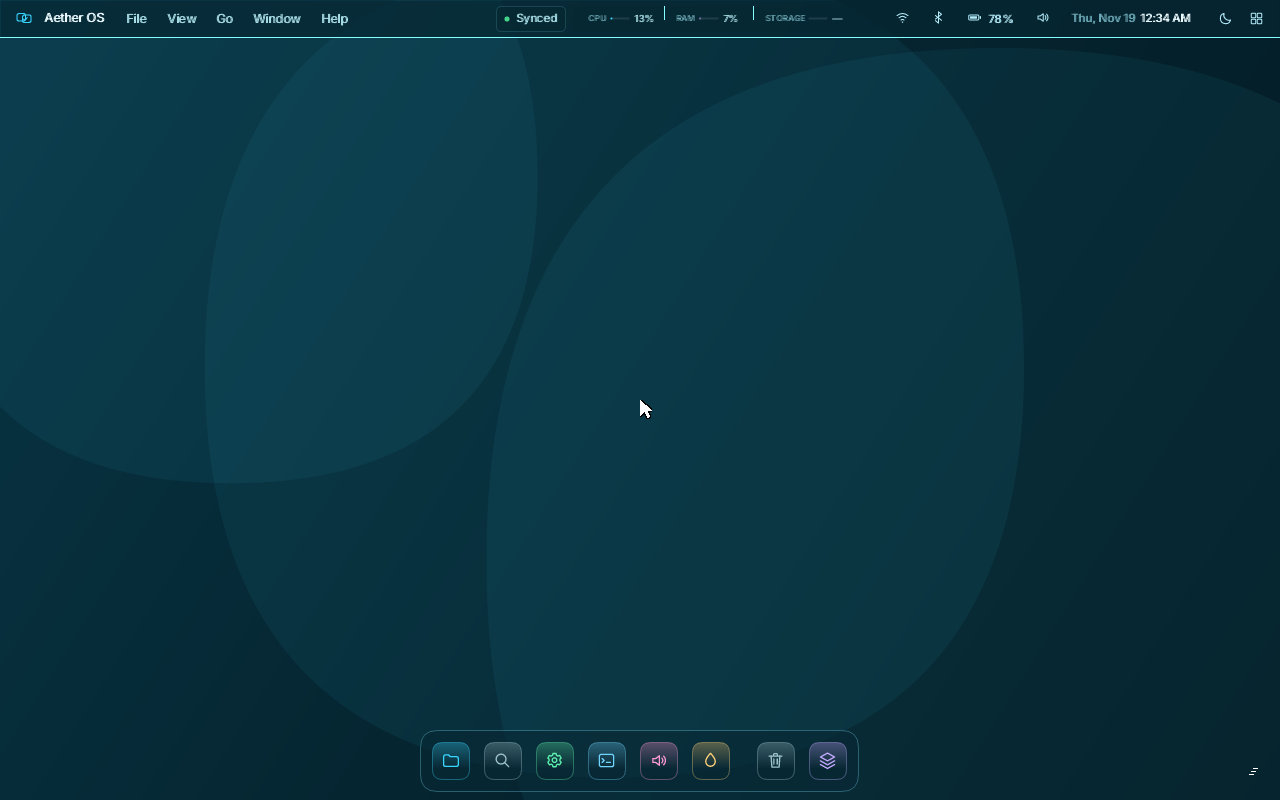 Aether OS File View Go Window Help Synced CPU 13% RAM 7% STORAGE — 78% Thu, Nov 19 12:34 AM